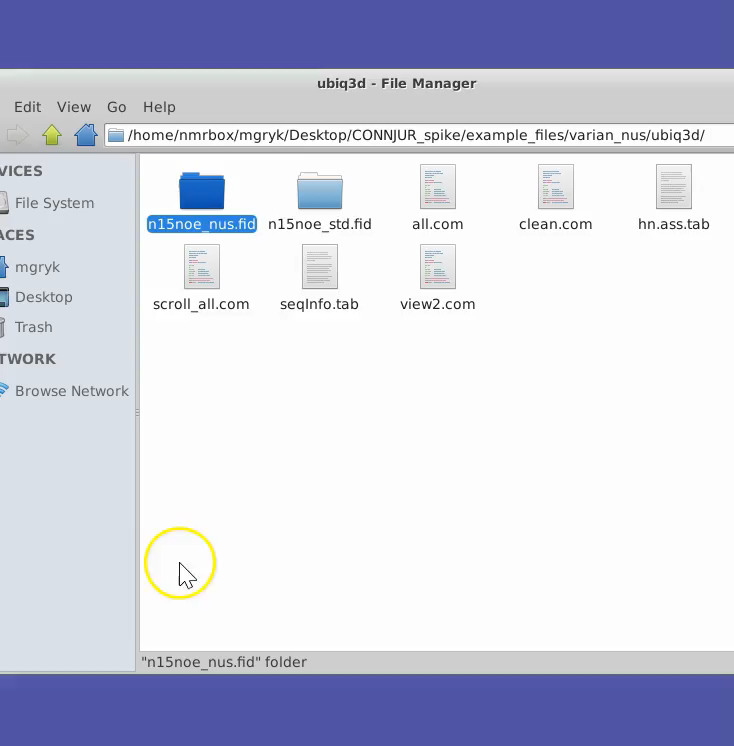 ubiq3d - File Manager
Edit View Go Help
/home/nmrbox/mgryk/Desktop/CONNJUR_spike/example_files/varian_nus/ubiq3d/
VICES
File System
ACES
mgryk
Desktop
Trash
TWORK
Browse Network
n15noe_nus.fid n15noe_std.fid all.com clean.com hn.ass.tab
scroll_all.com seqInfo.tab view2.com
"n15noe_nus.fid" folder